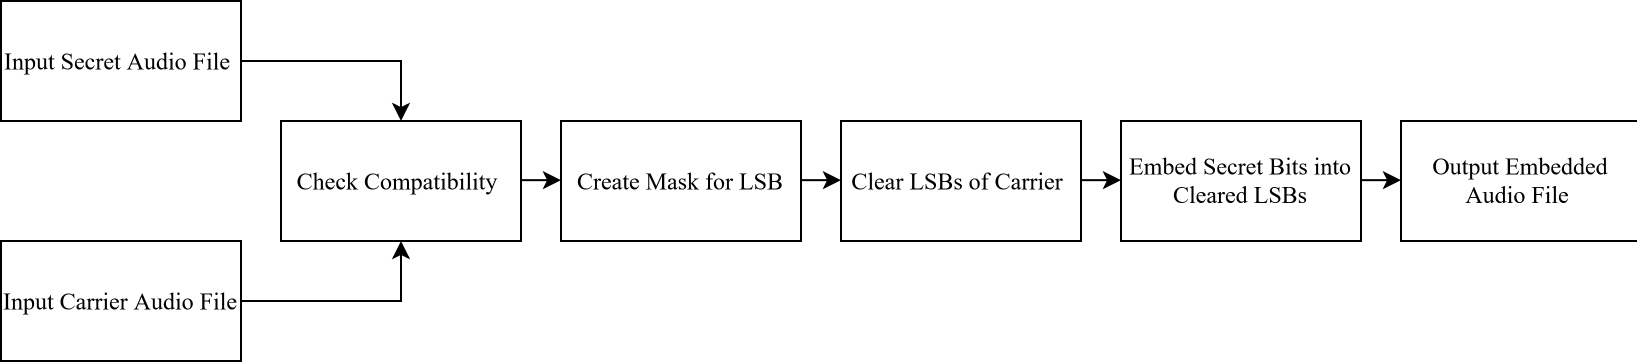 Input Secret Audio File
Input Carrier Audio File
Check Compatibility
Create Mask for LSB
Clear LSBs of Carrier
Embed Secret Bits into
Cleared LSBs
Output Embedded
Audio File